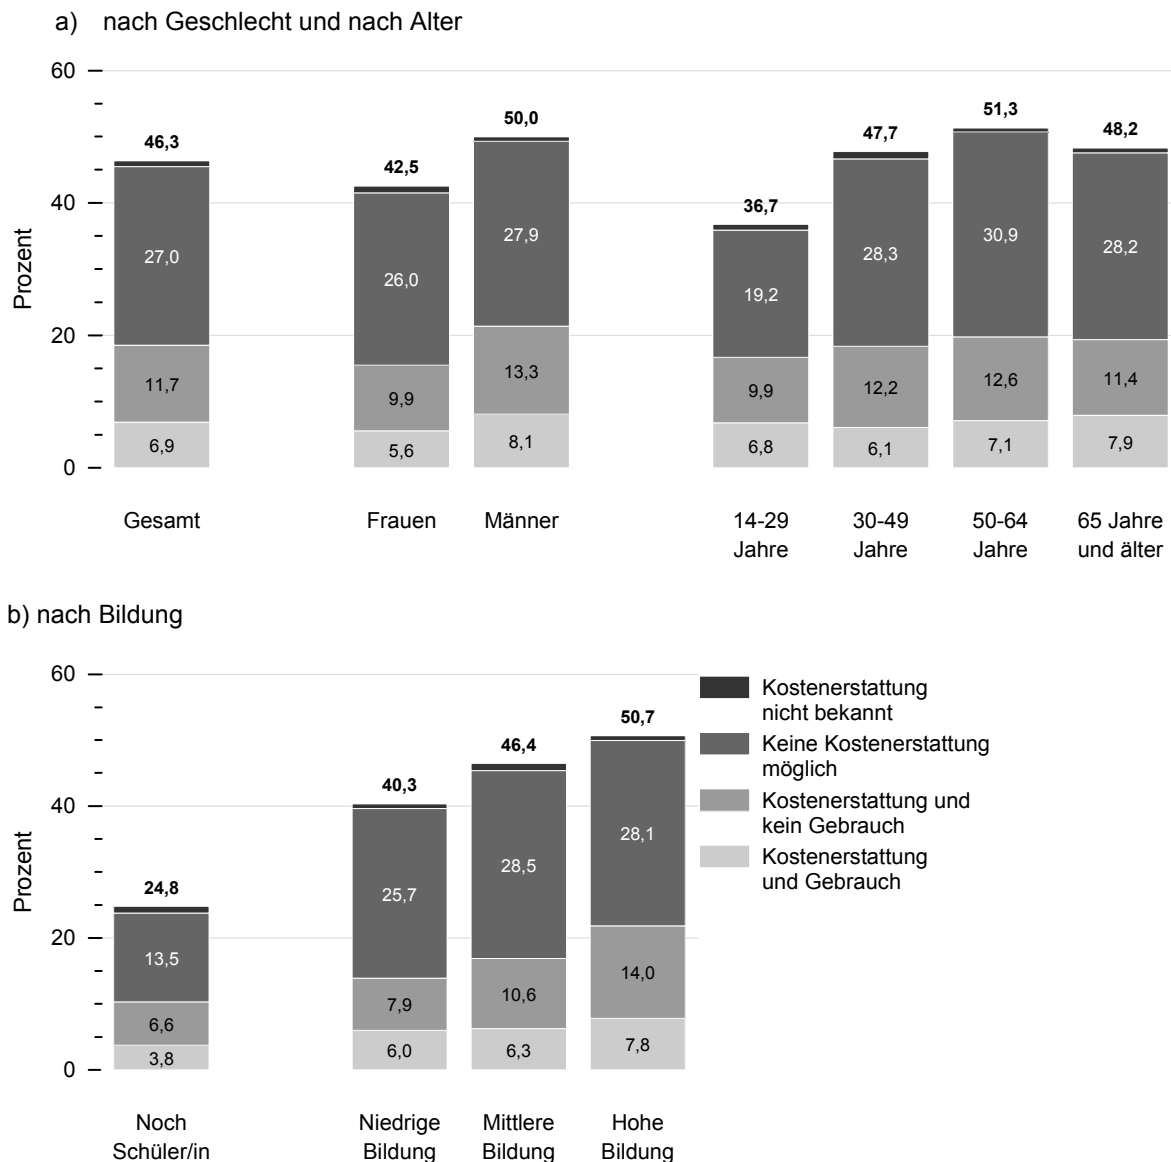 a) nach Geschlecht und nach Alter
60
40
20
0
Prozent
46,3
27,0
11,7
6,9
42,5
26,0
9,9
5,6
50,0
27,9
13,3
8,1
36,7
19,2
9,9
6,8
47,7
28,3
12,2
6,1
51,3
30,9
12,6
7,1
48,2
28,2
11,4
7,9
Gesamt
Frauen
Männer
14-29
Jahre
30-49
Jahre
50-64
Jahre
65 Jahre
und älter
b) nach Bildung
60
40
20
0
Prozent
24,8
13,5
6,6
3,8
40,3
25,7
7,9
6,0
46,4
28,5
10,6
6,3
50,7
28,1
14,0
7,8
Noch
Schüler/in
Niedrige
Bildung
Mittlere
Bildung
Hohe
Bildung
Kostenerstattung
nicht bekannt
Keine Kostenerstattung
möglich
Kostenerstattung und
kein Gebrauch
Kostenerstattung
und Gebrauch